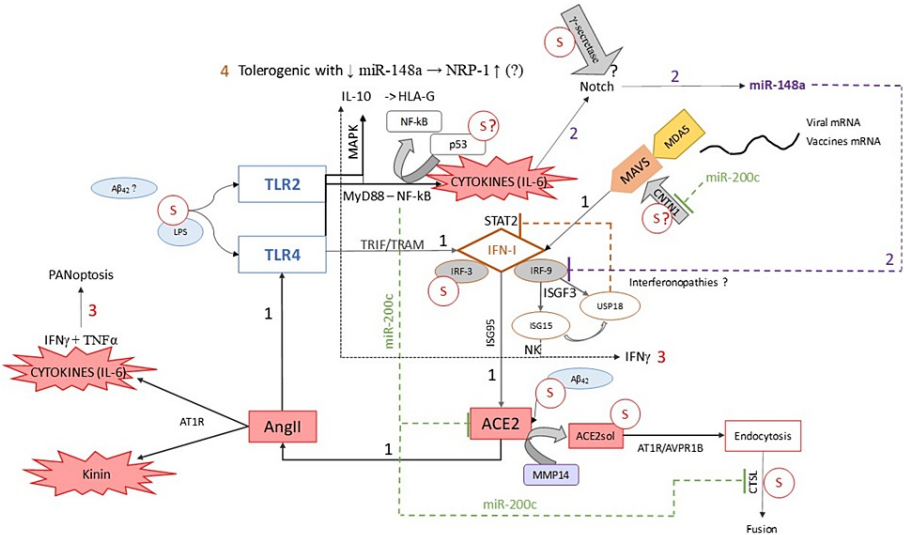 γ-secretase
S
?
Notch
2
miR-148a
4 Tolerogenic with ↓ miR-148a → NRP-1 ↑ (?)
IL-10 ->HLA-G
NF-kB
p53
S?
MAPK
2
Viral mRNA
Vaccines mRNA
MDA5
MAVS
CNTN1
S?
miR-200c
TLR2
CYTOKINES (IL-6)
MyD88 – NF-kB
Aβ42 ?
S
LPS
1
STAT2
TLR4
TRIF/TRAM
1
IFN-I
IRF-3
IRF-9
S
2
Interferonopathies ?
ISGF3
USP18
PANoptosis
3
1
miR-200c
ISG95
ISG15
NK
IFNγ 3
IFNγ + TNFα
CYTOKINES (IL-6)
1
Aβ42
S
AT1R
AngII
ACE2
S
ACE2sol
AT1R/AVPR1B
Endocytosis
1
Kinin
MMP14
CTSL
S
miR-200c
Fusion